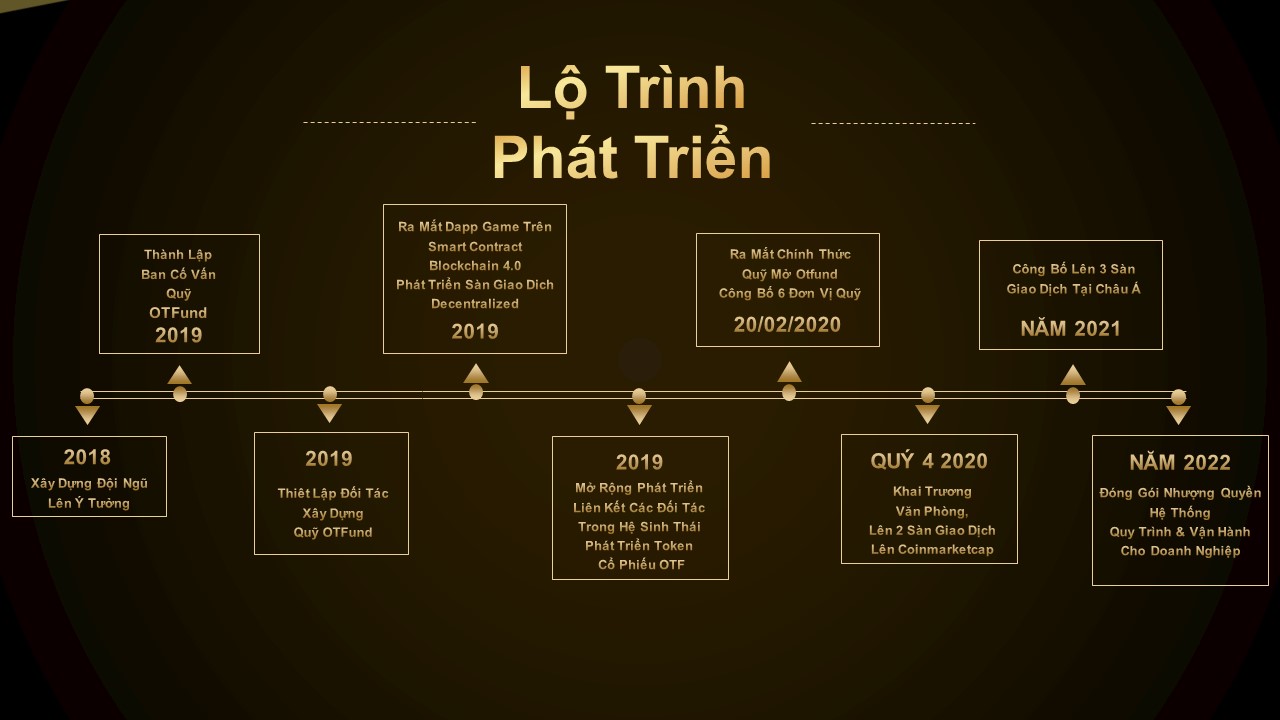 Lộ Trình
Phát Triển
2018
Xây Dựng Đội Ngũ
Lên Ý Tưởng
Thành Lập
Ban Cố Vấn
Quỹ
OTFund
2019
2019
Thiêt Lập Đối Tác
Xây Dựng
Quỹ OTFund
Ra Mắt Dapp Game Trên
Smart Contract
Blockchain 4.0
Phát Triển Sàn Giao Dich
Decentralized
2019
2019
Mở Rộng Phát Triển
Liên Kết Các Đối Tác
Trong Hệ Sinh Thái
Phát Triển Token
Cổ Phiếu OTF
Ra Mắt Chính Thức
Quỹ Mở Otfund
Công Bố 6 Đơn Vị Quỹ
20/02/2020
QUÝ 4 2020
Khai Trương
Văn Phòng,
Lên 2 Sàn Giao Dịch
Lên Coinmarketcap
Công Bố Lên 3 Sàn
Giao Dịch Tại Châu Á
NĂM 2021
NĂM 2022
Đóng Gói Nhượng Quyền
Hệ Thống
Quy Trình & Vận Hành
Cho Doanh Nghiệp